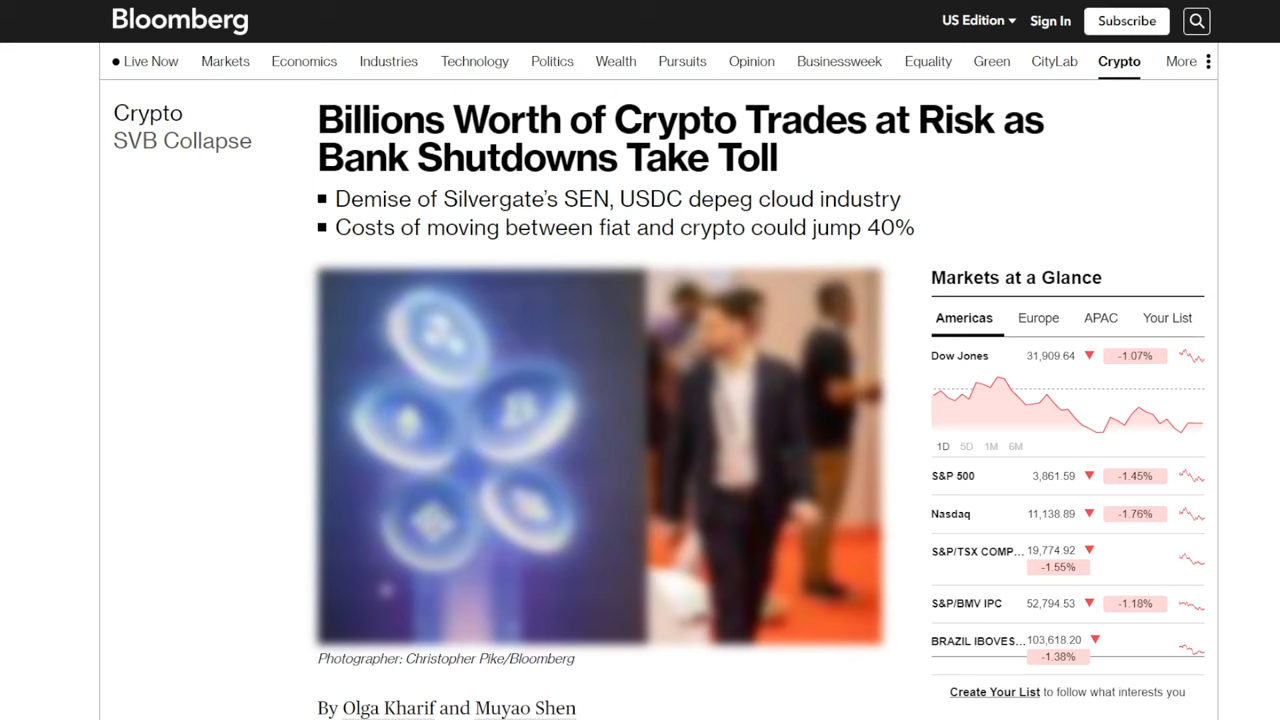 Bloomberg
US Edition
Sign In
Subscribe
Live Now
Markets
Economics
Industries
Technology
Politics
Wealth
Pursuits
Opinion
Businessweek
Equality
Green
CityLab
Crypto
More
Crypto
SVB Collapse
Billions Worth of Crypto Trades at Risk as
Bank Shutdowns Take Toll
Demise of Silvergate's SEN, USDC depeg cloud industry
Costs of moving between fiat and crypto could jump 40%
Photographer: Christopher Pike/Bloomberg
By Olga Kharif and Muyao Shen
Markets at a Glance
Americas Europe APAC Your List
Dow Jones 31,909.64 -1.07%
1D 5D 1M 6M
S&P 500 3,861.59 -1.45%
Nasdaq 11,138.89 -1.76%
S&P/TSX COMP... 19,774.92
-1.55%
S&P/BMV IPC 52,794.53 -1.18%
BRAZIL IBOVES... 103,618.20
-1.38%
Create Your List to follow what interests you